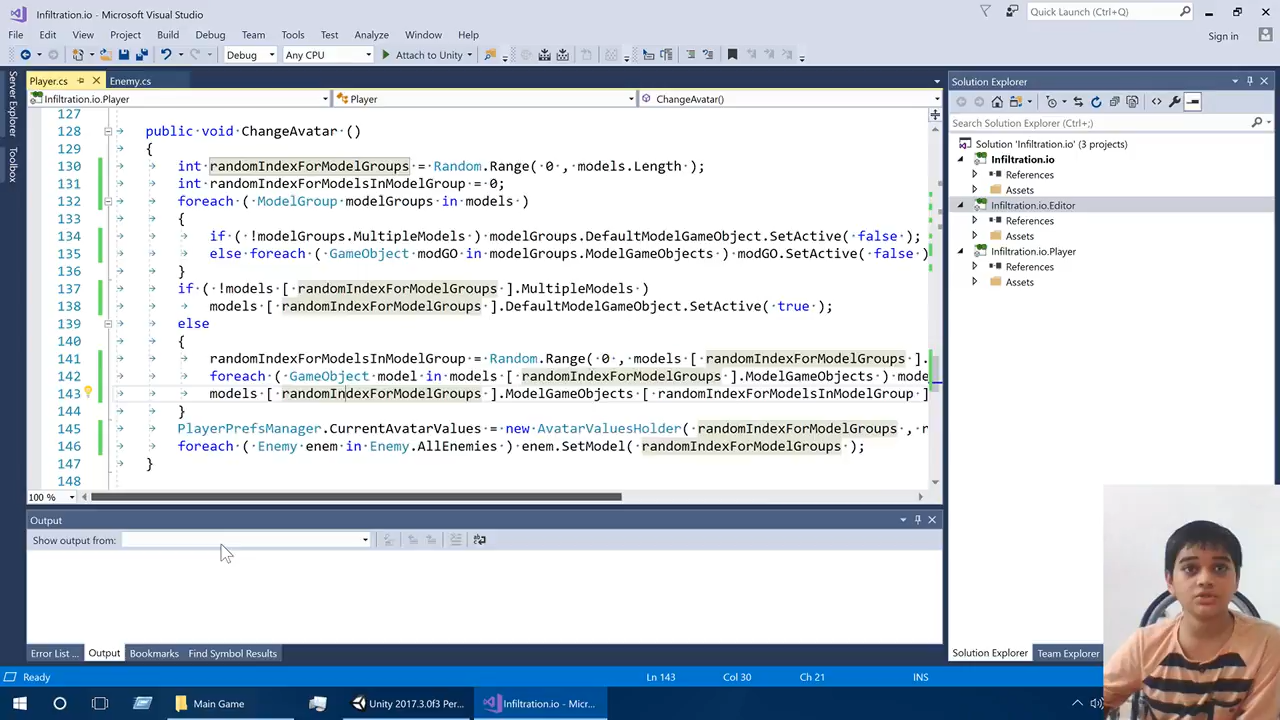 Infiltration.io - Microsoft Visual Studio
Quick Launch (Ctrl+Q)
File Edit View Project Build Debug Team Tools Test Analyze Window Help
Sign in
Debug Any CPU Attach to Unity
Server Explorer
Toolbox
Player.cs Enemy.cs
Infiltration.io.Player Player ChangeAvatar()
127
128 public void ChangeAvatar ()
129 {
130 int randomIndexForModelGroups = Random.Range( 0 , models.Length );
131 int randomIndexForModelsInModelGroup = 0;
132 foreach ( ModelGroup modelGroups in models )
133 {
134 if ( !modelGroups.MultipleModels ) modelGroups.DefaultModelGameObject.SetActive( false );
135 else foreach ( GameObject modGO in modelGroups.ModelGameObjects ) modGO.SetActive( false )
136 }
137 if ( !models [ randomIndexForModelGroups ].MultipleModels )
138 models [ randomIndexForModelGroups ].DefaultModelGameObject.SetActive( true );
139 else
140 {
141 randomIndexForModelsInModelGroup = Random.Range( 0 , models [ randomIndexForModelGroups ].
142 foreach ( GameObject model in models [ randomIndexForModelGroups ].ModelGameObjects ) mode
143 models [ randomIndexForModelGroups ].ModelGameObjects [ randomIndexForModelsInModelGroup ]
144 }
145 PlayerPrefsManager.CurrentAvatarValues = new AvatarValuesHolder( randomIndexForModelGroups , r
146 foreach ( Enemy enem in Enemy.AllEnemies ) enem.SetModel( randomIndexForModelGroups );
147 }
148
100 %
Output
Show output from:
Error List ... Output Bookmarks Find Symbol Results
Solution Explorer
Search Solution Explorer (Ctrl+;)
Solution 'Infiltration.io' (3 projects)
Infiltration.io
References
Assets
Infiltration.io.Editor
References
Assets
Infiltration.io.Player
References
Assets
Solution Explorer Team Explorer
Ready Ln 143 Col 30 Ch 21 INS
Main Game Unity 2017.3.0f3 Pe... Infiltration.io - Micr...